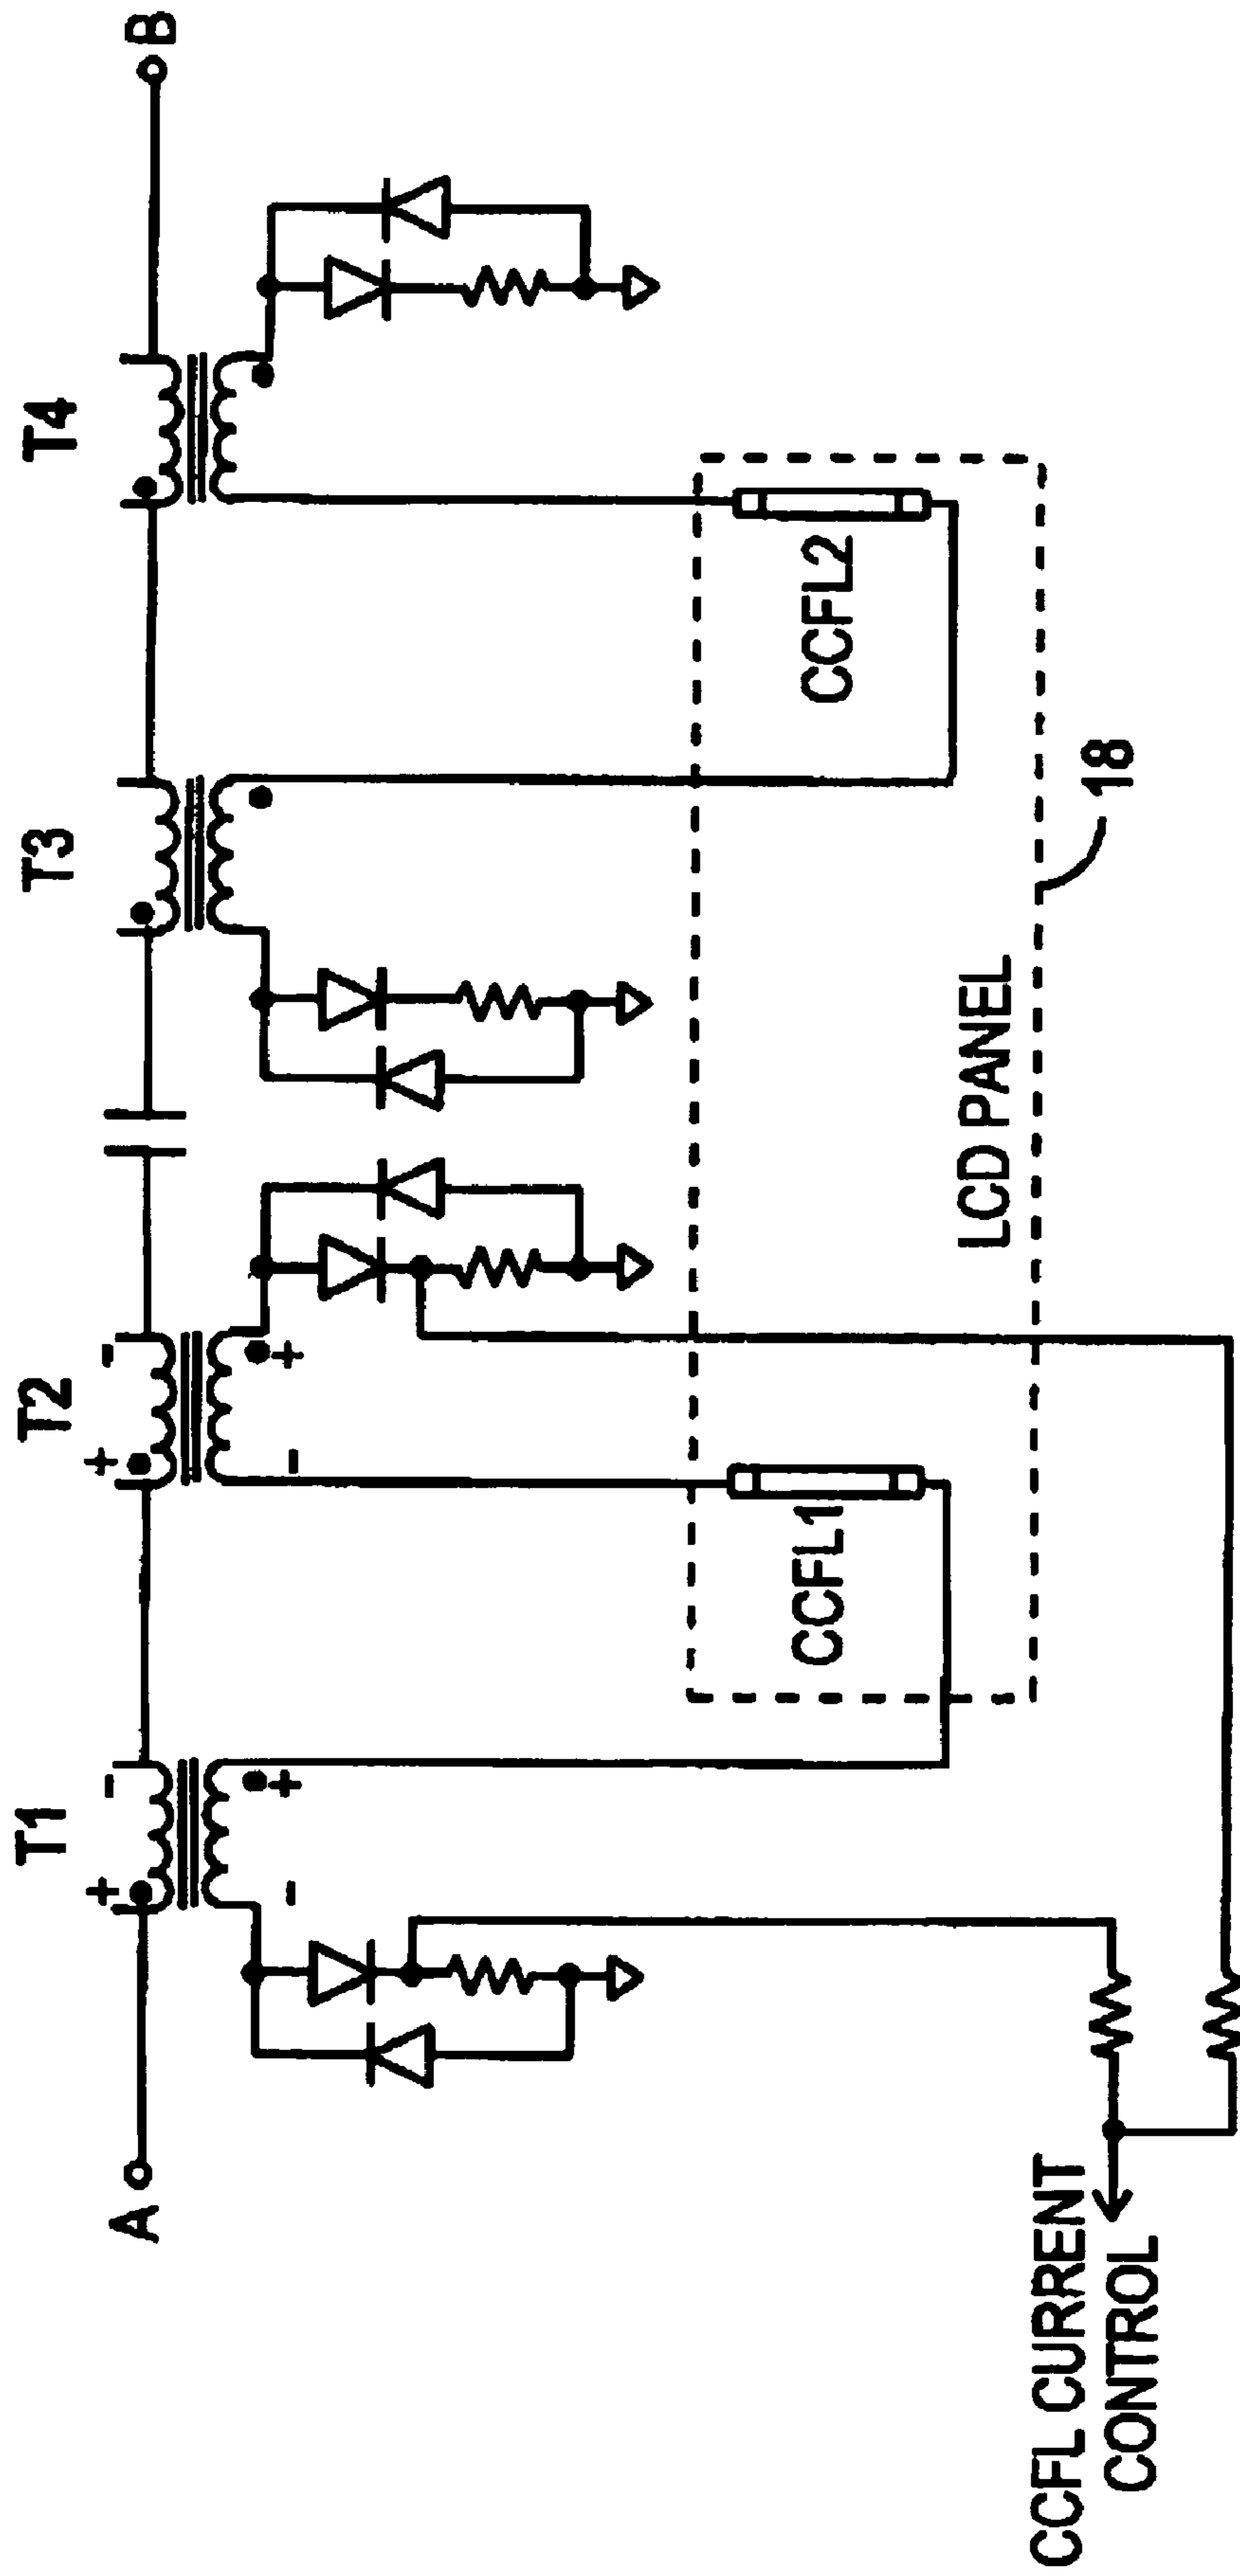 T1
T2
T3
T4
A
B
+
-
+
-
-
+
-
+
CCFL1
CCFL2
LCD PANEL
18
CCFL CURRENT
CONTROL